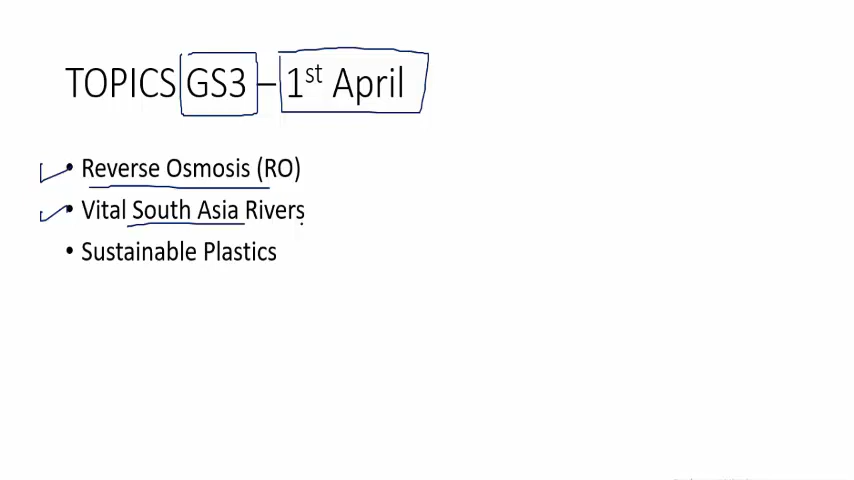 TOPICS GS3 – 1st April
• Reverse Osmosis (RO)
• Vital South Asia Rivers
• Sustainable Plastics